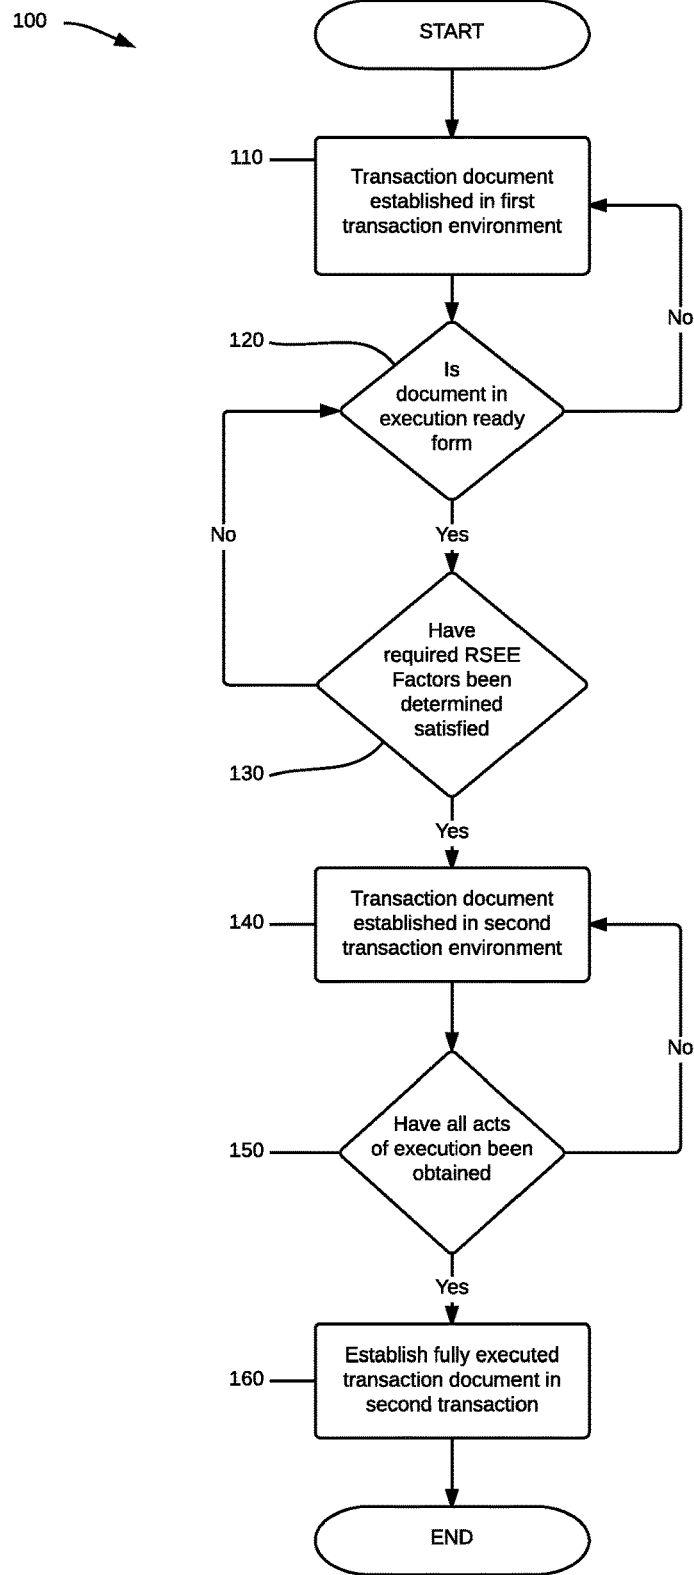 100
START
110
Transaction document
established in first
transaction environment
No
120
Is
document in
execution ready
form
No
Yes
Have
required RSEE
Factors been
determined
satisfied
130
Yes
140
Transaction document
established in second
transaction environment
No
150
Have all acts
of execution been
obtained
Yes
160
Establish fully executed
transaction document in
second transaction
END